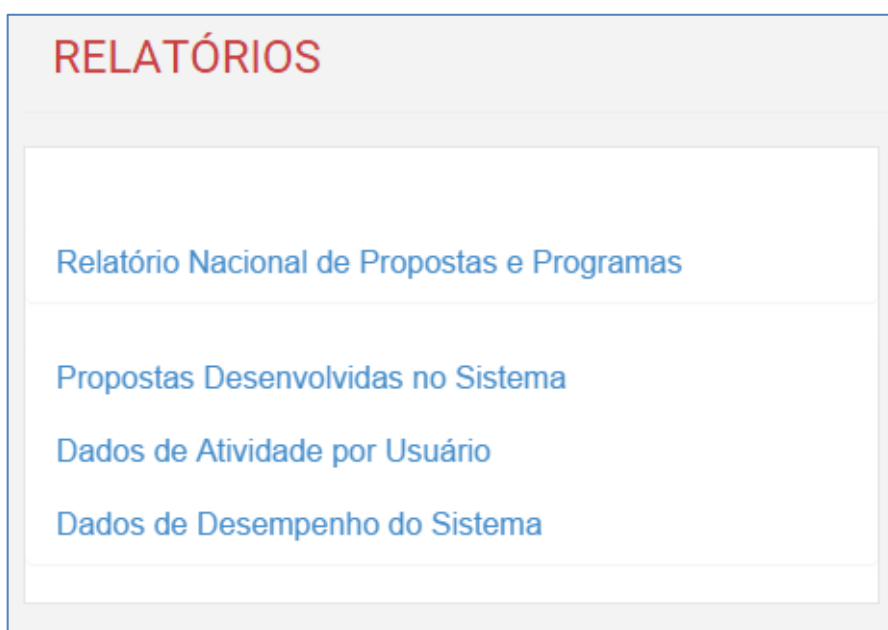 RELATÓRIOS
Relatório Nacional de Propostas e Programas
Propostas Desenvolvidas no Sistema
Dados de Atividade por Usuário
Dados de Desempenho do Sistema